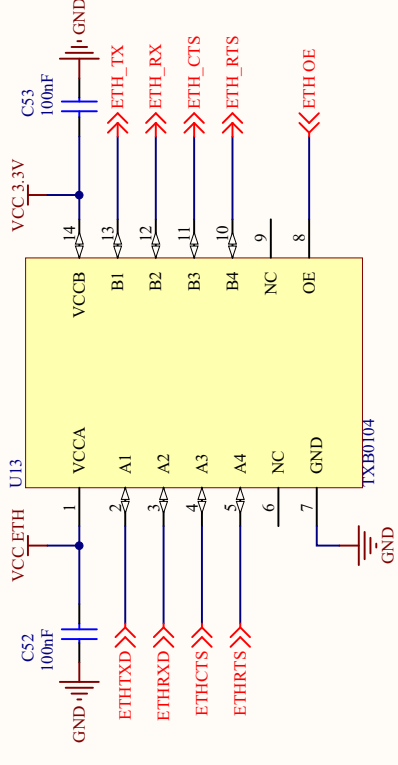 VCC ETH
VCC 3.3V
U13
C52
100nF
C53
100nF
GND
1
VCCA
VCCB
14
GND
ETHTXD
2
A1
B1
13
ETH_TX
ETHRXD
3
A2
B2
12
ETH_RX
ETHCTS
4
A3
B3
11
ETH_CTS
ETHRTS
5
A4
B4
10
ETH_RTS
6
NC
NC
9
7
GND
OE
8
ETH OE
TXB0104
GND